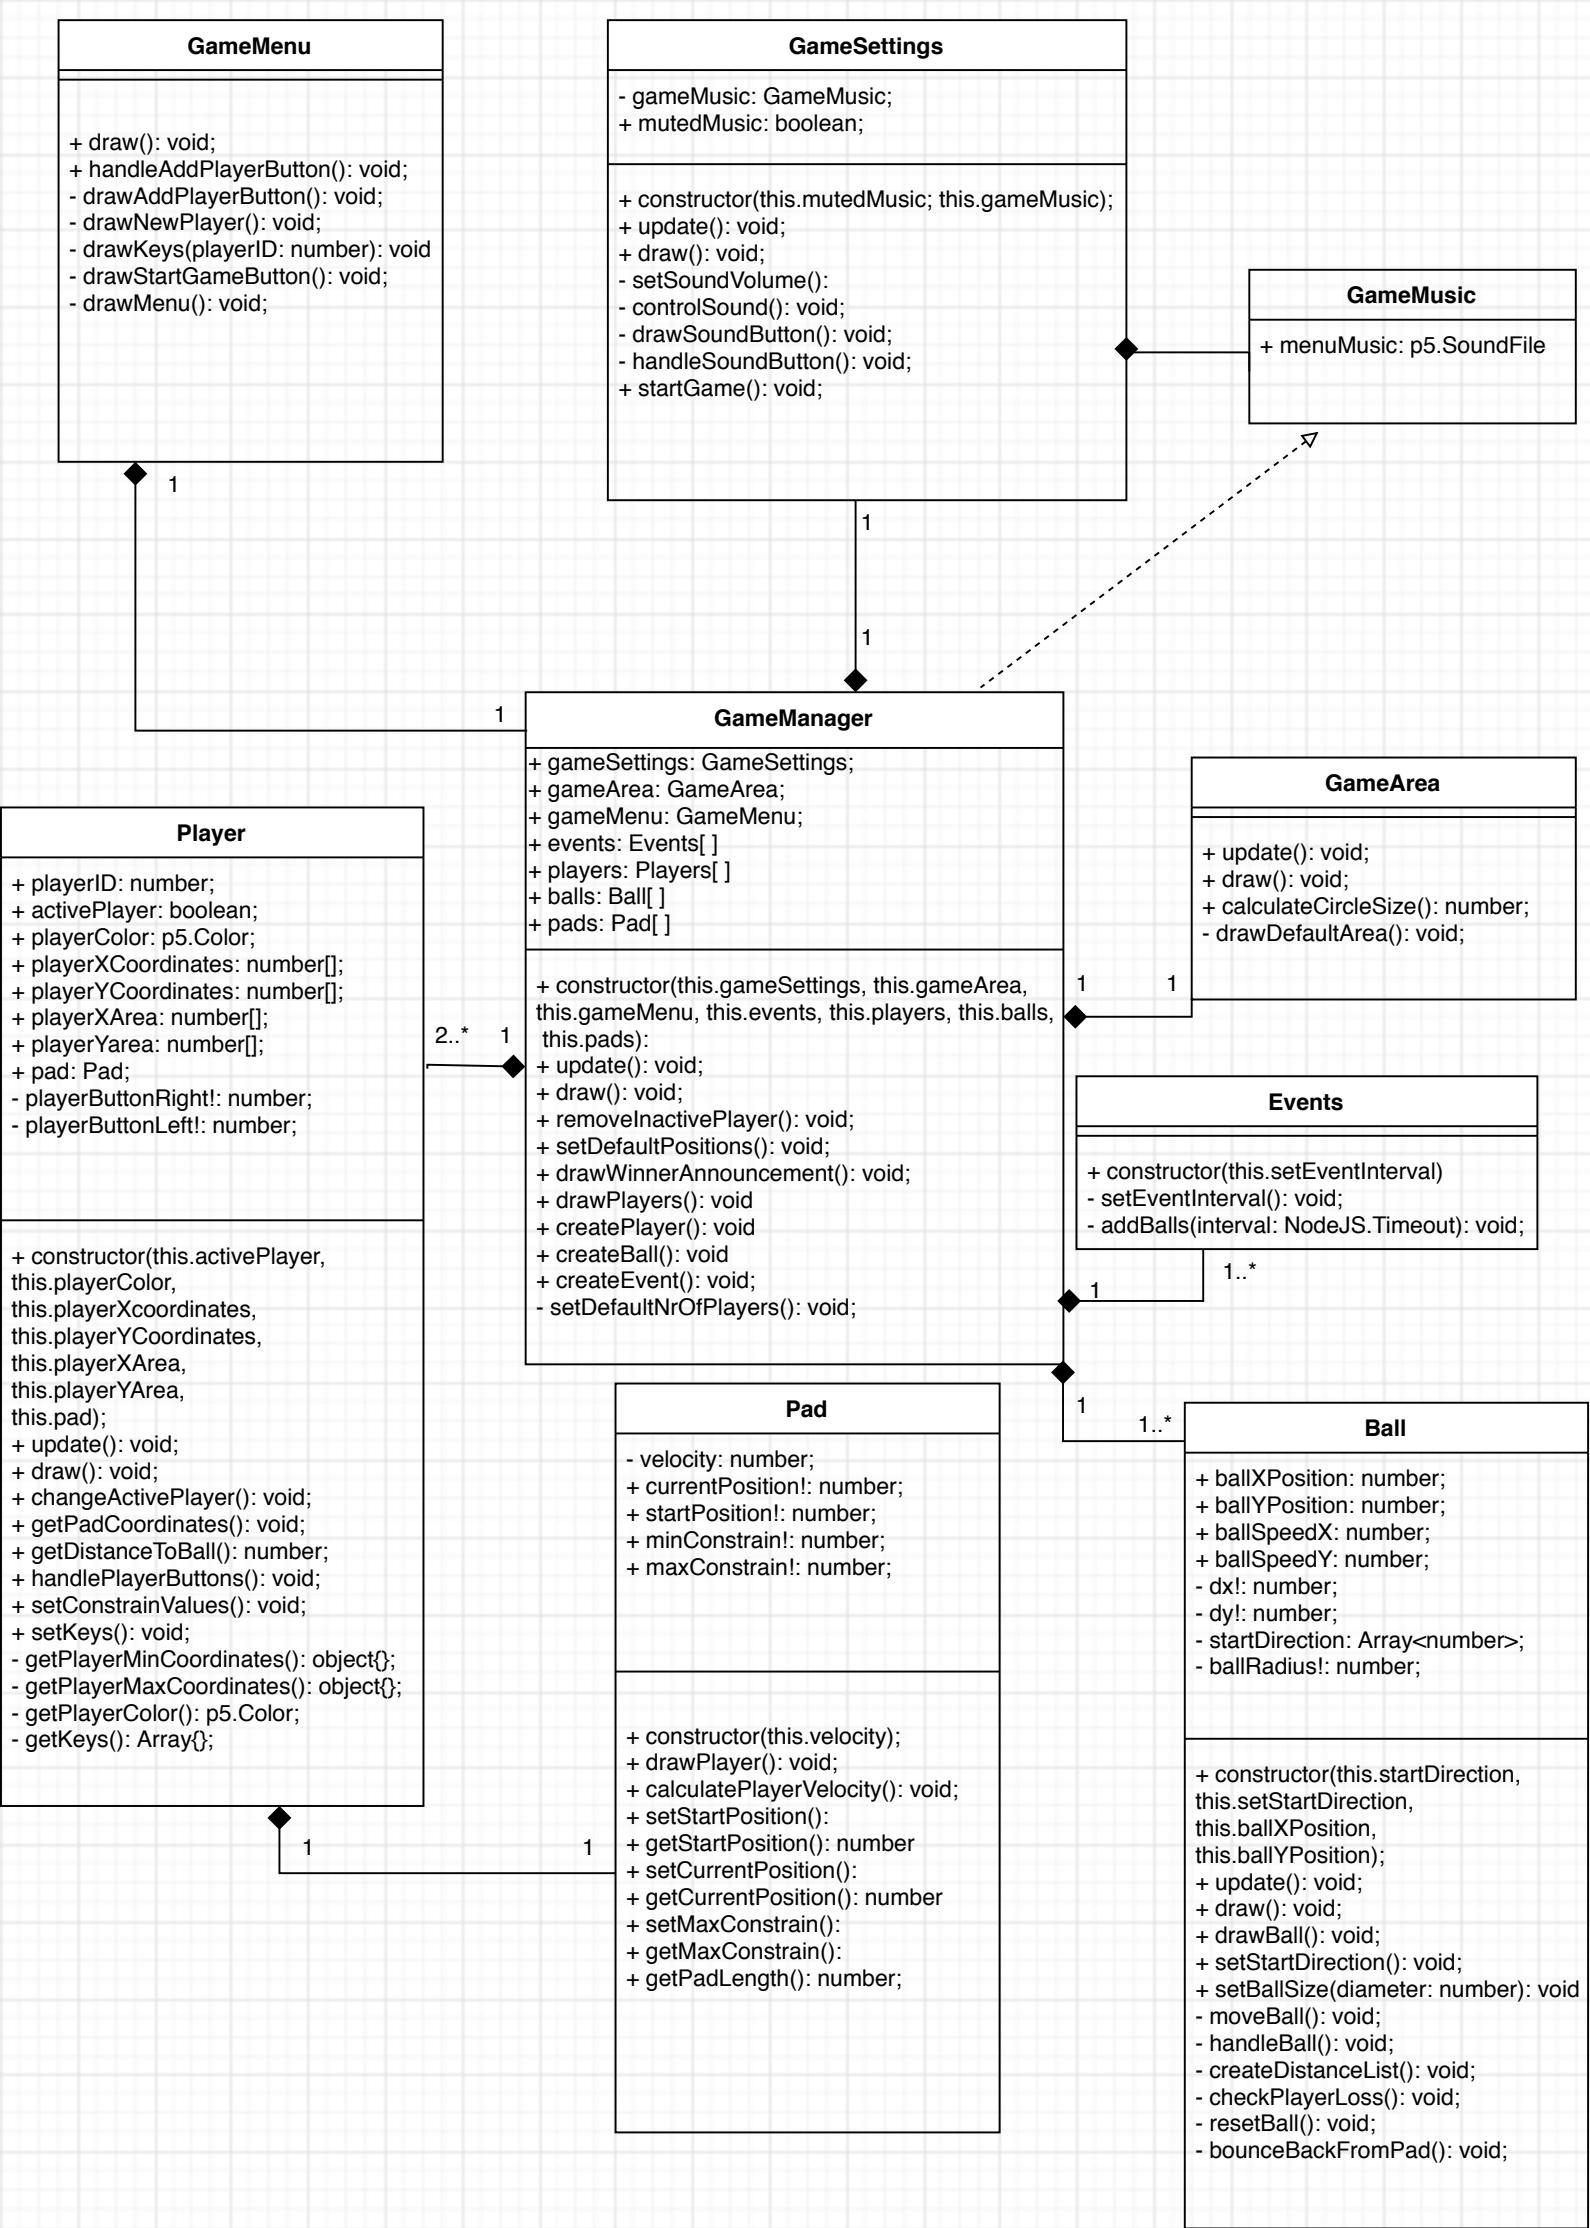 GameMenu
+ draw(): void;
+ handleAddPlayerButton(): void;
- drawAddPlayerButton(): void;
- drawNewPlayer(): void;
- drawKeys(playerID: number): void
- drawStartGameButton(): void;
- drawMenu(): void;
1
1
GameSettings
- gameMusic: GameMusic;
+ mutedMusic: boolean;
+ constructor(this.mutedMusic; this.gameMusic);
+ update(): void;
+ draw(): void;
- setSoundVolume():
- controlSound(): void;
- drawSoundButton(): void;
- handleSoundButton(): void;
+ startGame(): void;
1
1
GameMusic
+ menuMusic: p5.SoundFile
GameManager
+ gameSettings: GameSettings;
+ gameArea: GameArea;
+ gameMenu: GameMenu;
+ events: Events[ ]
+ players: Players[ ]
+ balls: Ball[ ]
+ pads: Pad[ ]
+ constructor(this.gameSettings, this.gameArea,
this.gameMenu, this.events, this.players, this.balls,
this.pads):
+ update(): void;
+ draw(): void;
+ removeInactivePlayer(): void;
+ setDefaultPositions(): void;
+ drawWinnerAnnouncement(): void;
+ drawPlayers(): void
+ createPlayer(): void
+ createBall(): void
+ createEvent(): void;
- setDefaultNrOfPlayers(): void;
GameArea
+ update(): void;
+ draw(): void;
+ calculateCircleSize(): number;
- drawDefaultArea(): void;
1
1
Player
+ playerID: number;
+ activePlayer: boolean;
+ playerColor: p5.Color;
+ playerXCoordinates: number[];
+ playerYCoordinates: number[];
+ playerXArea: number[];
+ playerYarea: number[];
+ pad: Pad;
- playerButtonRight!: number;
- playerButtonLeft!: number;
+ constructor(this.activePlayer,
this.playerColor,
this.playerXcoordinates,
this.playerYCoordinates,
this.playerXArea,
this.playerYArea,
this.pad);
+ update(): void;
+ draw(): void;
+ changeActivePlayer(): void;
+ getPadCoordinates(): void;
+ getDistanceToBall(): number;
+ handlePlayerButtons(): void;
+ setConstrainValues(): void;
+ setKeys(): void;
- getPlayerMinCoordinates(): object{};
- getPlayerMaxCoordinates(): object{};
- getPlayerColor(): p5.Color;
- getKeys(): Array{};
2..*
1
Events
+ constructor(this.setEventInterval)
- setEventInterval(): void;
- addBalls(interval: NodeJS.Timeout): void;
1
1..*
Pad
- velocity: number;
+ currentPosition!: number;
+ startPosition!: number;
+ minConstrain!: number;
+ maxConstrain!: number;
+ constructor(this.velocity);
+ drawPlayer(): void;
+ calculatePlayerVelocity(): void;
+ setStartPosition():
+ getStartPosition(): number
+ setCurrentPosition():
+ getCurrentPosition(): number
+ setMaxConstrain():
+ getMaxConstrain():
+ getPadLength(): number;
1
1
1
1..*
Ball
+ ballXPosition: number;
+ ballYPosition: number;
+ ballSpeedX: number;
+ ballSpeedY: number;
- dx!: number;
- dy!: number;
- startDirection: Array<number>;
- ballRadius!: number;
+ constructor(this.startDirection,
this.setStartDirection,
this.ballXPosition,
this.ballYPosition);
+ update(): void;
+ draw(): void;
+ drawBall(): void;
+ setStartDirection(): void;
+ setBallSize(diameter: number): void
- moveBall(): void;
- handleBall(): void;
- createDistanceList(): void;
- checkPlayerLoss(): void;
- resetBall(): void;
- bounceBackFromPad(): void;